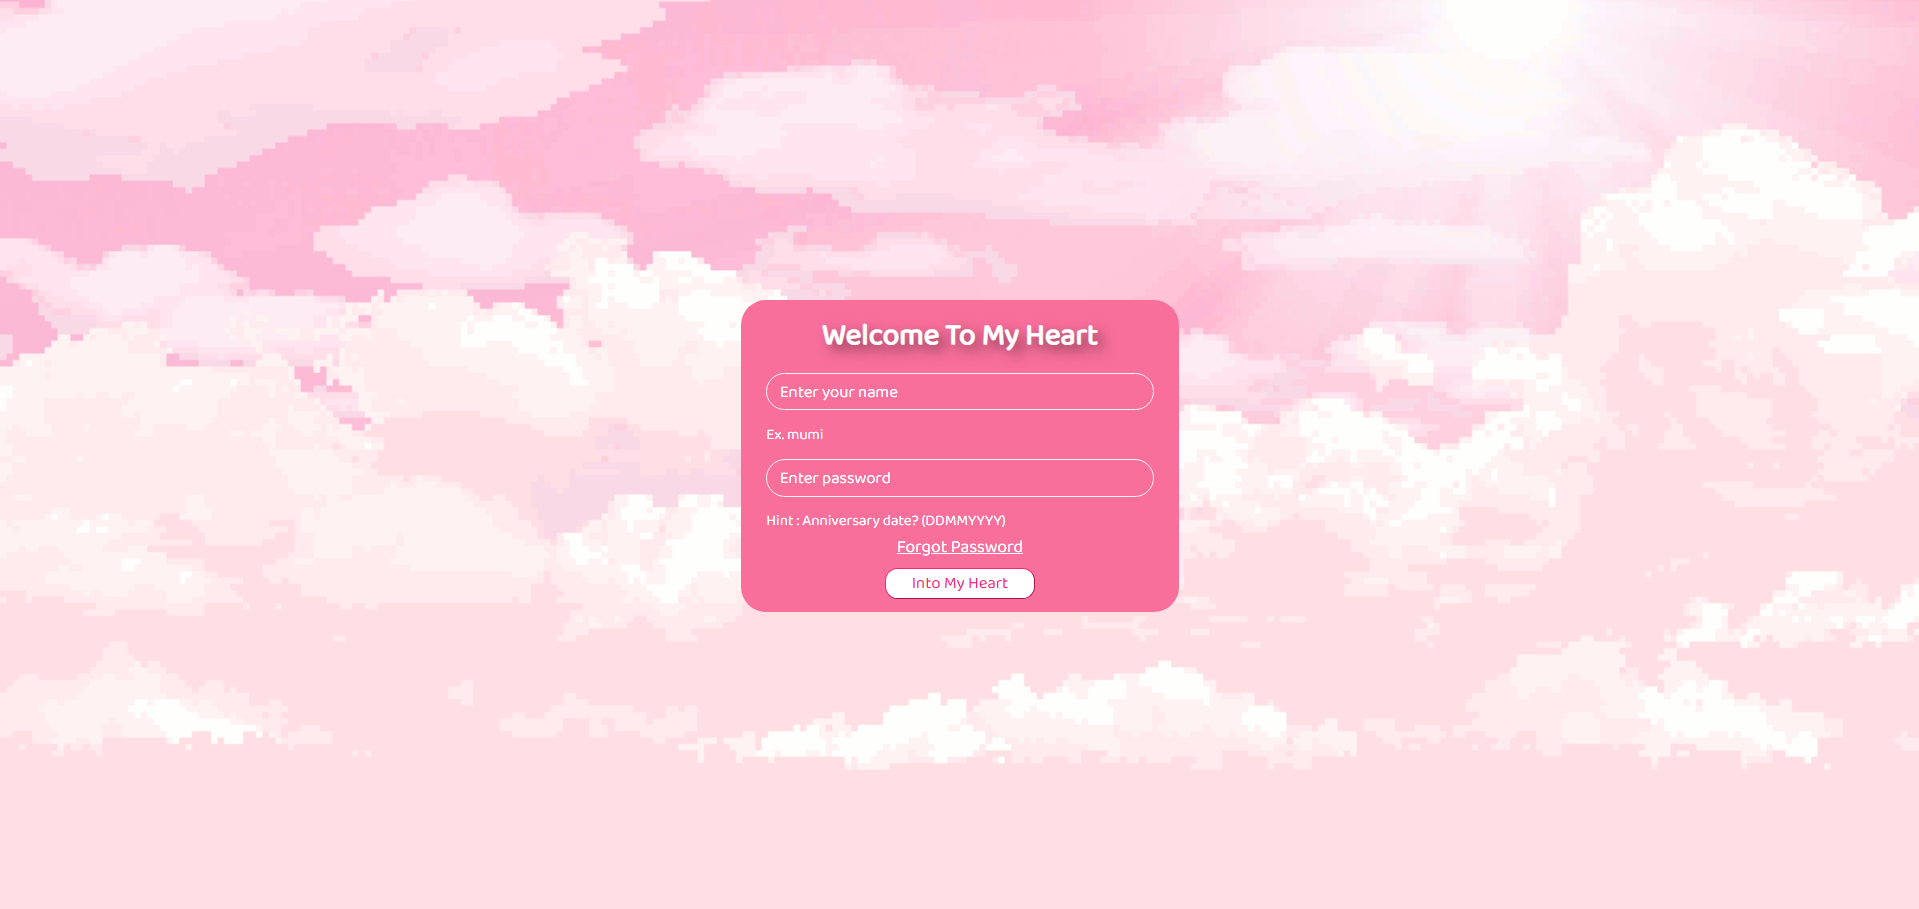 Welcome To My Heart
Enter your name
Ex. mumi
Enter password
Hint : Anniversary date? (DDMMYYYY)
Forgot Password
Into My Heart